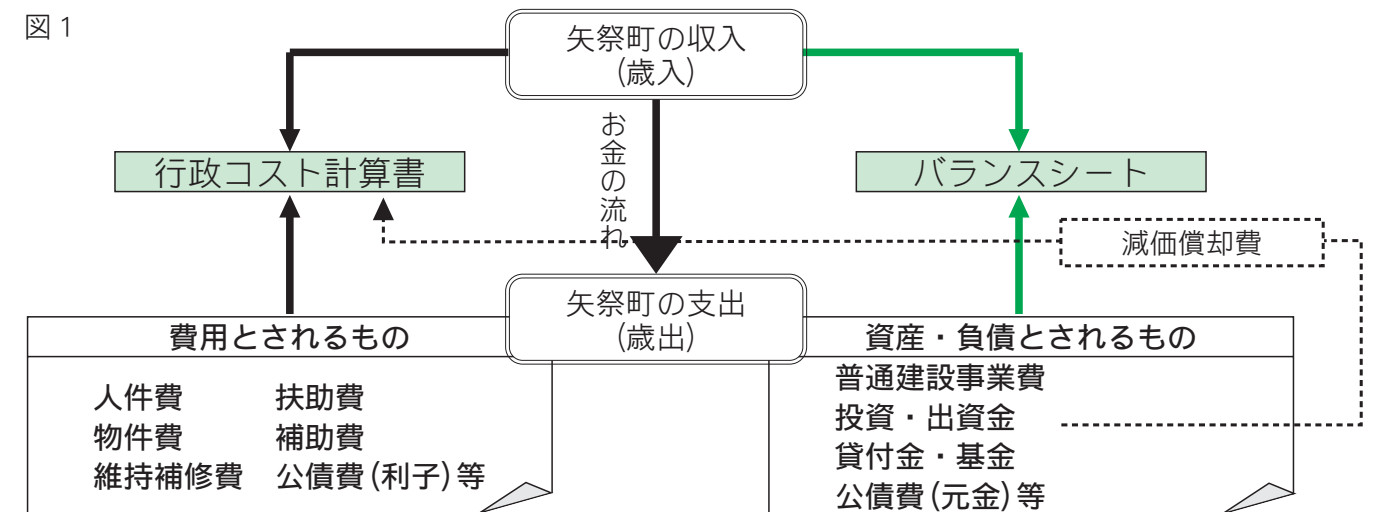 図1
矢祭町の収入
(歳入)
お金の流れ
行政コスト計算書
バランスシート
減価償却費
矢祭町の支出
(歳出)
費用とされるもの
人件費 扶助費
物件費 補助費
維持補修費 公債費(利子)等
資産・負債とされるもの
普通建設事業費
投資・出資金
貸付金・基金
公債費(元金)等